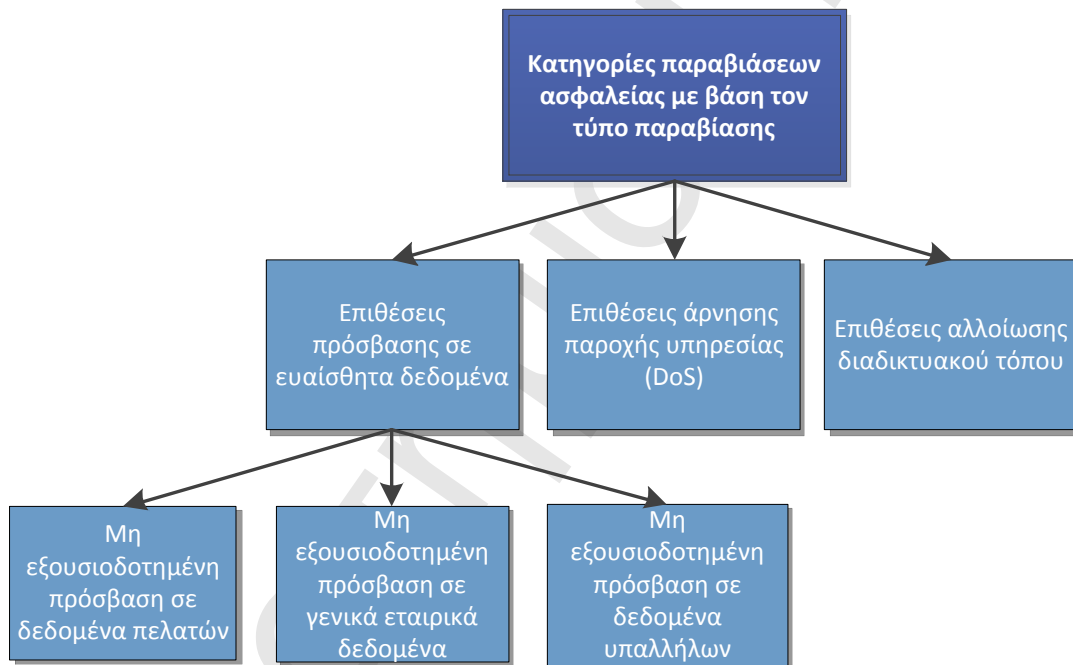 Κατηγορίες παραβιάσεων
ασφαλείας με βάση τον
τύπο παραβίασης
Επιθέσεις
πρόσβασης σε
ευαίσθητα δεδομένα
Επιθέσεις άρνησης
παροχής υπηρεσίας
(DoS)
Επιθέσεις αλλοίωσης
διαδικτυακού τόπου
Μη
εξουσιοδοτημένη
πρόσβαση σε
δεδομένα πελατών
Μη
εξουσιοδοτημένη
πρόσβαση σε
γενικά εταιρικά
δεδομένα
Μη
εξουσιοδοτημένη
πρόσβαση σε
δεδομένα
υπαλλήλων